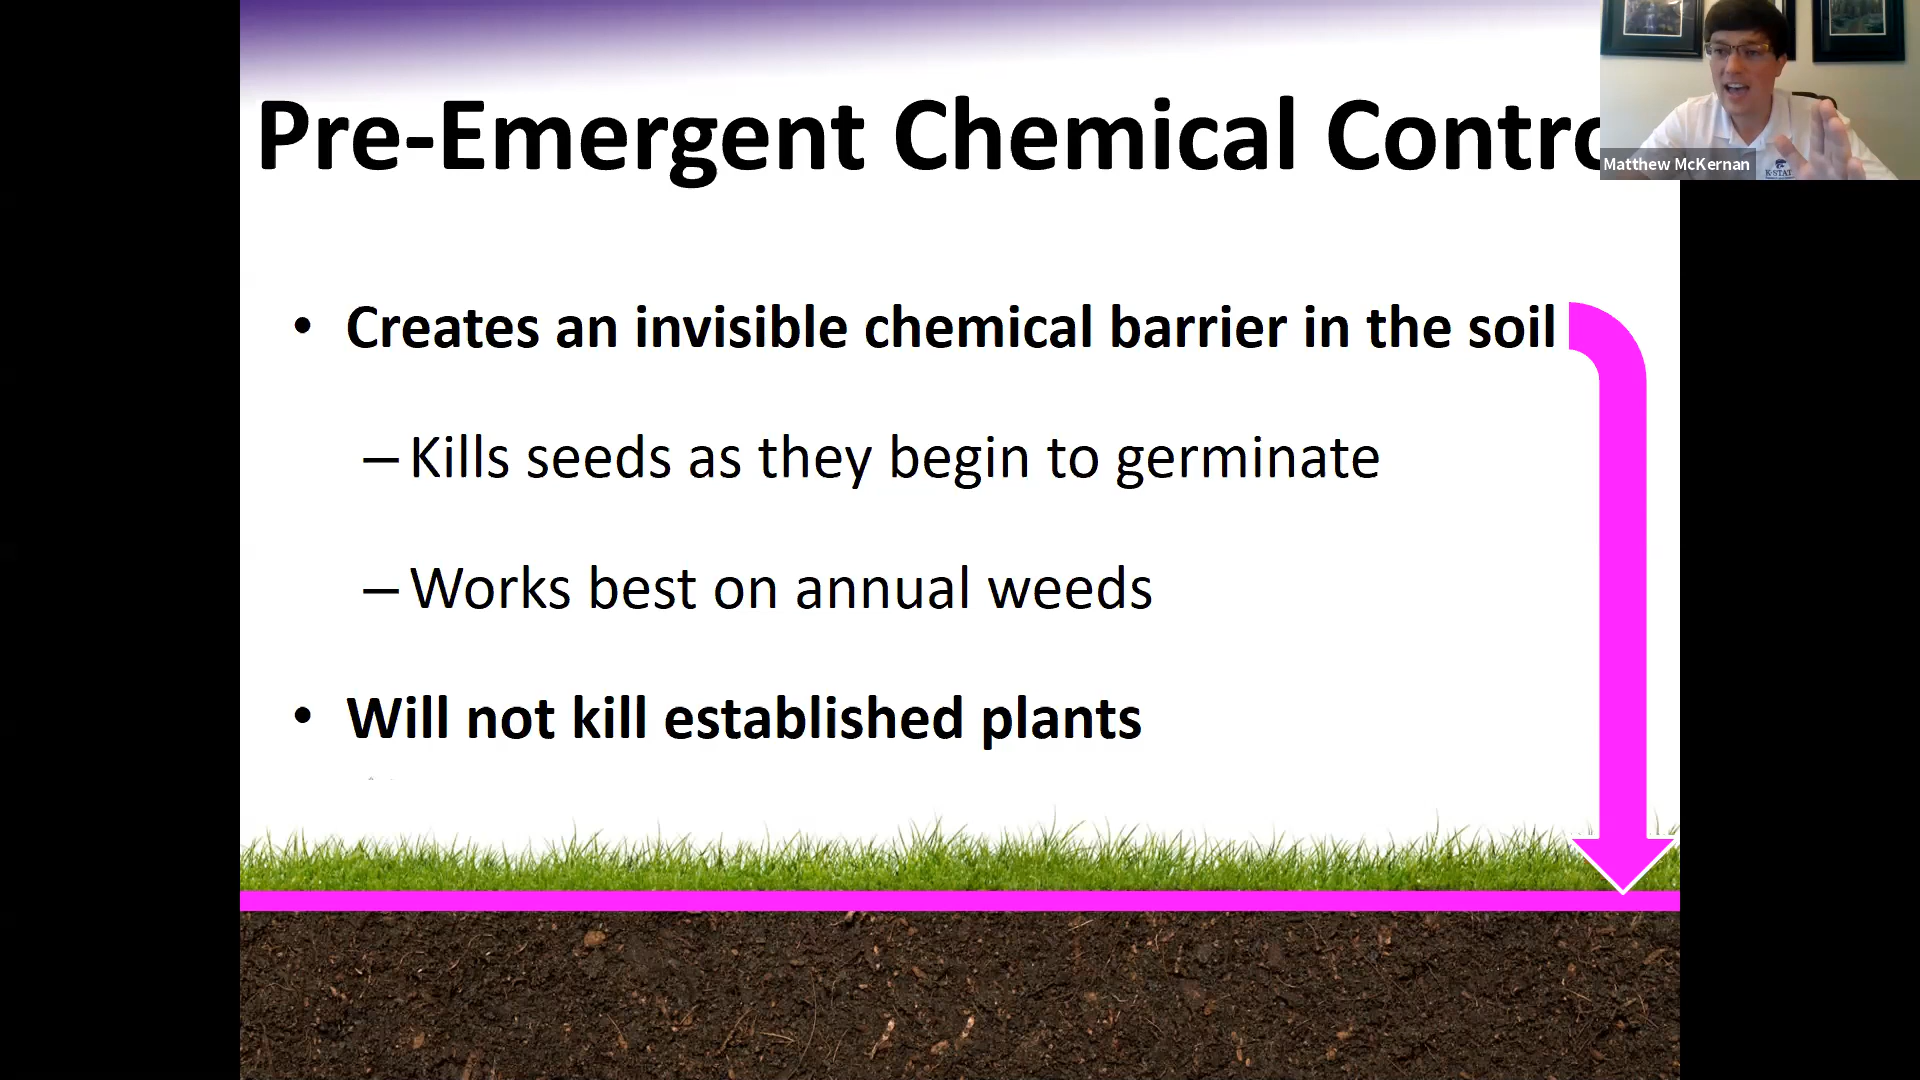 Pre-Emergent Chemical Contro
Matthew McKernan
K-STAT
• Creates an invisible chemical barrier in the soil
– Kills seeds as they begin to germinate
– Works best on annual weeds
• Will not kill established plants